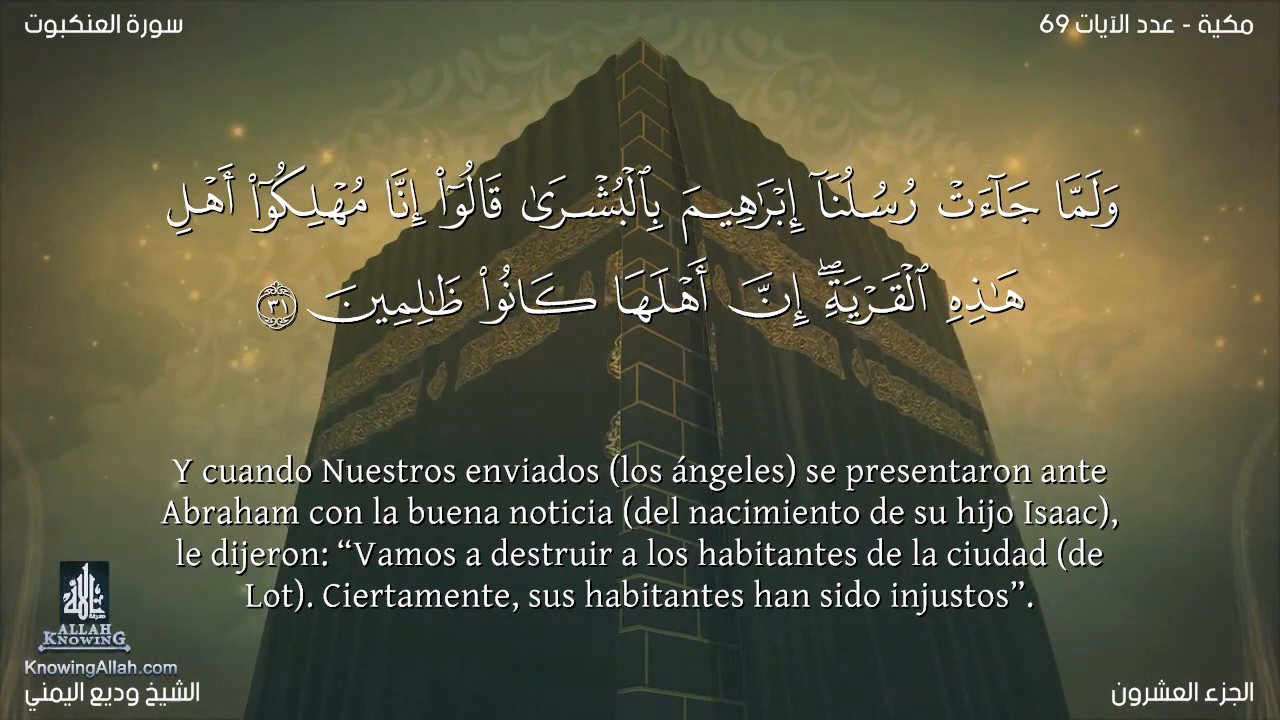 سورة العنكبوت
مكية - عدد الآيات 69
وَلَمَّا جَآءَتْ رُسُلُنَآ إِبْرَٰهِيمَ بِٱلْبُشْرَىٰ قَالُوٓا۟ إِنَّا مُهْلِكُوٓا۟ أَهْلِ
هَـٰذِهِ ٱلْقَرْيَةِ ۖ إِنَّ أَهْلَهَا كَانُوا۟ ظَـٰلِمِينَ ٣١
Y cuando Nuestros enviados (los ángeles) se presentaron ante
Abraham con la buena noticia (del nacimiento de su hijo Isaac),
le dijeron: “Vamos a destruir a los habitantes de la ciudad (de
Lot). Ciertamente, sus habitantes han sido injustos”.
ALLAH
KNOWING
KnowingAllah.com
الشيخ وديع اليمني
الجزء العشرون